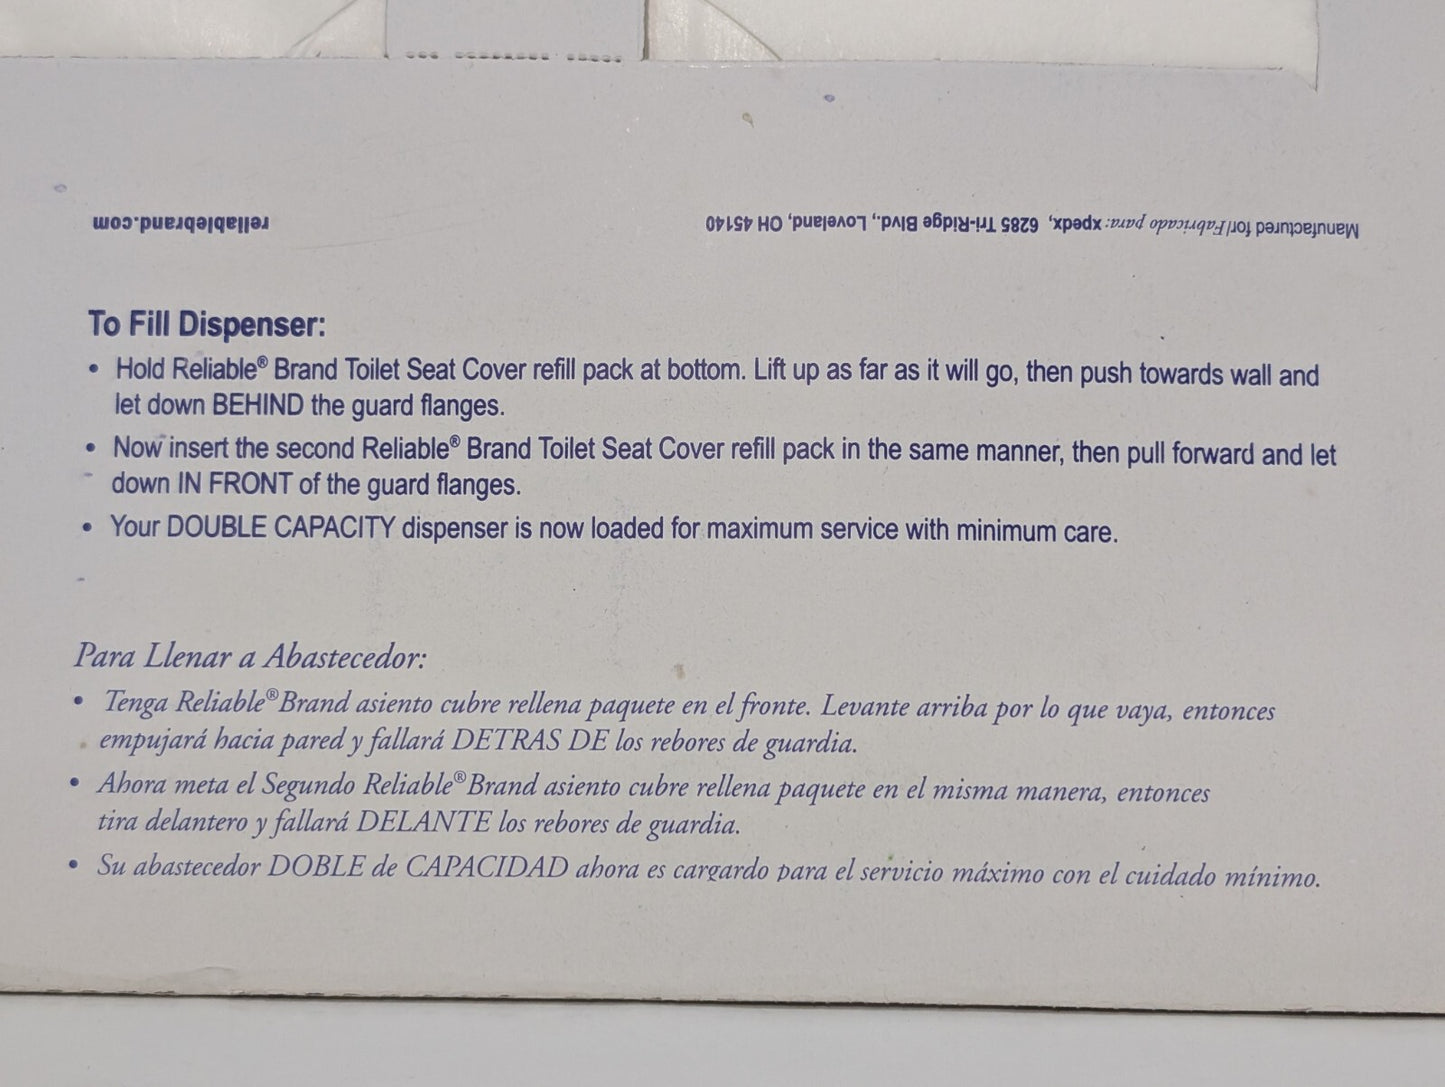 reliablebrand.com
Manufactured for/Fabricado para: xpedx, 6285 Tri-Ridge Blvd., Loveland, OH 45140
To Fill Dispenser:
• Hold Reliable® Brand Toilet Seat Cover refill pack at bottom. Lift up as far as it will go, then push towards wall and
let down BEHIND the guard flanges.
• Now insert the second Reliable® Brand Toilet Seat Cover refill pack in the same manner, then pull forward and let
down IN FRONT of the guard flanges.
• Your DOUBLE CAPACITY dispenser is now loaded for maximum service with minimum care.
Para Llenar a Abastecedor:
• Tenga Reliable® Brand asiento cubre rellena paquete en el fronte. Levante arriba por lo que vaya, entonces
empujará hacia pared y fallará DETRAS DE los rebores de guardia.
• Ahora meta el Segundo Reliable® Brand asiento cubre rellena paquete en el misma manera, entonces
tira delantero y fallará DELANTE los rebores de guardia.
• Su abastecedor DOBLE de CAPACIDAD ahora es cargardo para el servicio máximo con el cuidado mínimo.